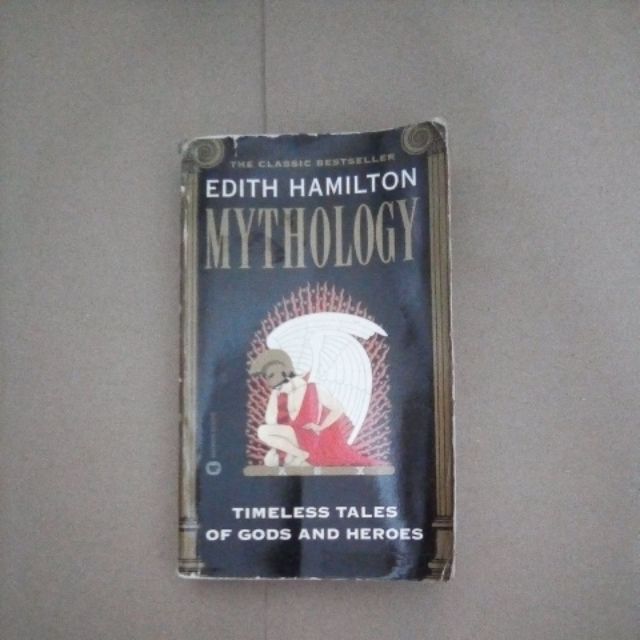 THE CLASSIC BESTSELLER
EDITH HAMILTON
MYTHOLOGY
TIMELESS TALES
OF GODS AND HEROES